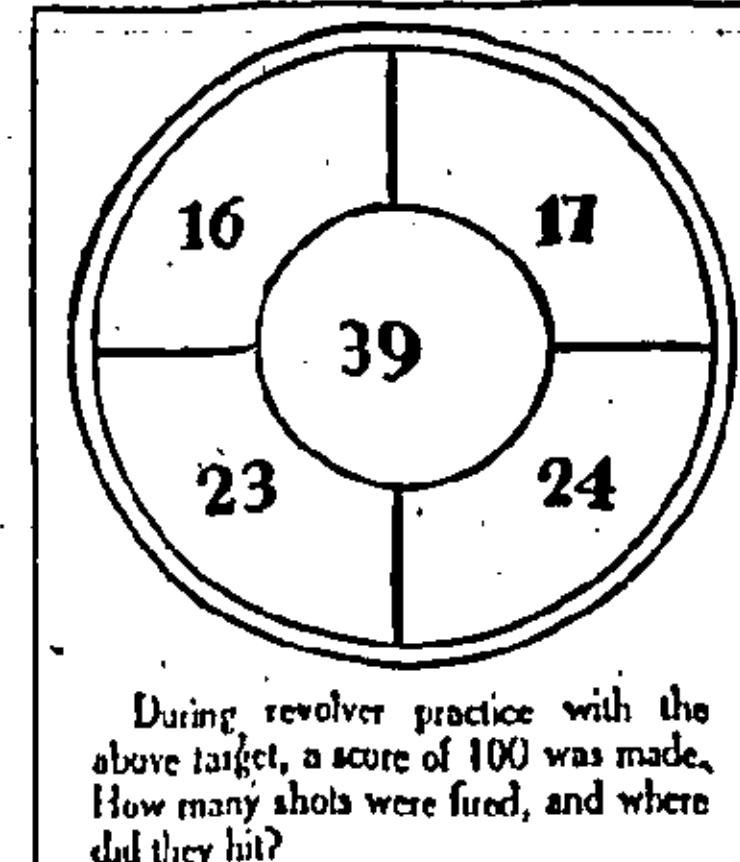 16 17
39
23 24
During revolver practice with the
above target, a score of 100 was made.
How many shots were fired, and where
did they hit?